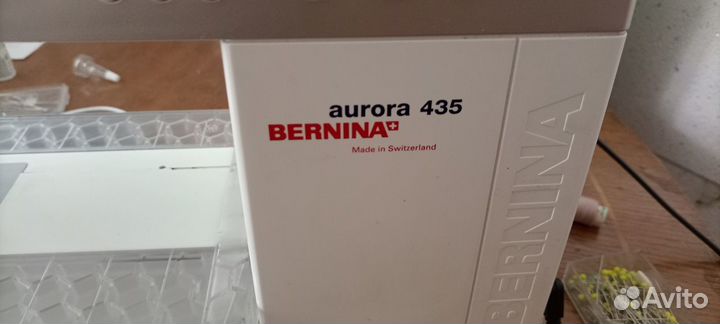 aurora 435
BERNINA
Made in Switzerland
BERNINA
Avito